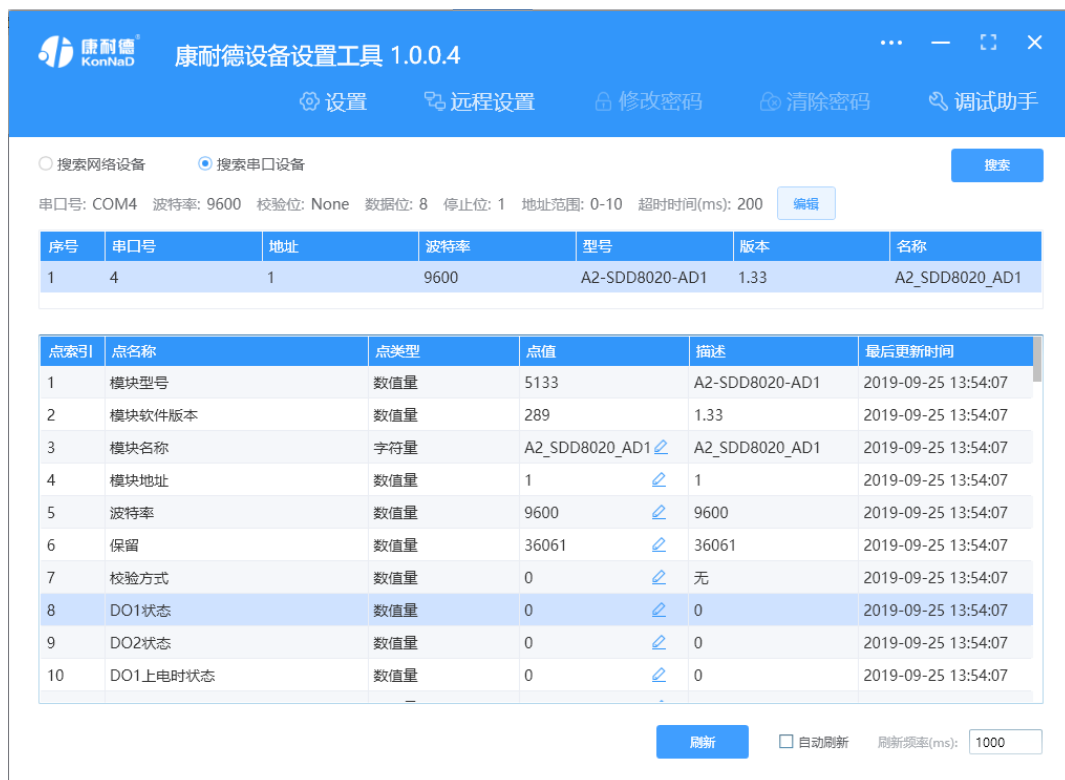 康耐德®
KonNaD
康耐德设备设置工具 1.0.0.4
设置 远程设置 修改密码 清除密码 调试助手
搜索网络设备 搜索串口设备 搜索
串口号: COM4 波特率: 9600 校验位: None 数据位: 8 停止位: 1 地址范围: 0-10 超时时间(ms): 200 编辑
序号 串口号 地址 波特率 型号 版本 名称
1 4 1 9600 A2-SDD8020-AD1 1.33 A2_SDD8020_AD1
点索引 点名称 点类型 点值 描述 最后更新时间
1 模块型号 数值量 5133 A2-SDD8020-AD1 2019-09-25 13:54:07
2 模块软件版本 数值量 289 1.33 2019-09-25 13:54:07
3 模块名称 字符量 A2_SDD8020_AD1 A2_SDD8020_AD1 2019-09-25 13:54:07
4 模块地址 数值量 1 1 2019-09-25 13:54:07
5 波特率 数值量 9600 9600 2019-09-25 13:54:07
6 保留 数值量 36061 36061 2019-09-25 13:54:07
7 校验方式 数值量 0 无 2019-09-25 13:54:07
8 DO1状态 数值量 0 0 2019-09-25 13:54:07
9 DO2状态 数值量 0 0 2019-09-25 13:54:07
10 DO1上电时状态 数值量 0 0 2019-09-25 13:54:07
刷新 自动刷新 刷新频率(ms): 1000